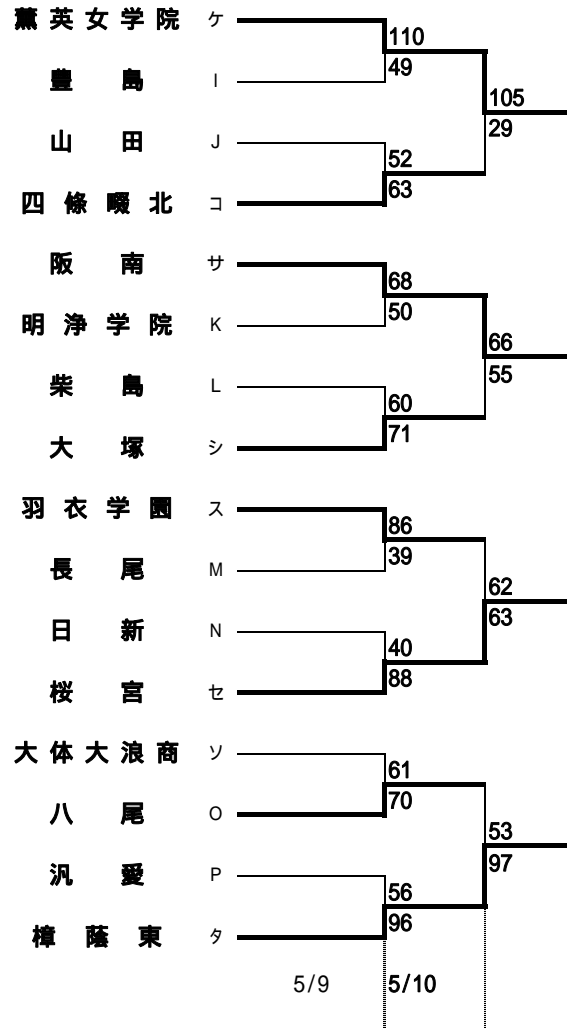 薫英女学院 ケ
110
49
豊島 I
105
29
山田 J
52
63
四條畷北 コ
阪南 サ
68
50
明浄学院 K
66
55
柴島 L
60
71
大塚 シ
羽衣学園 ス
86
39
長尾 M
62
63
日新 N
40
88
桜宮 セ
大体大浪商 ソ
61
70
八尾 O
53
97
汎愛 P
56
96
樟蔭東 タ
5/9 5/10